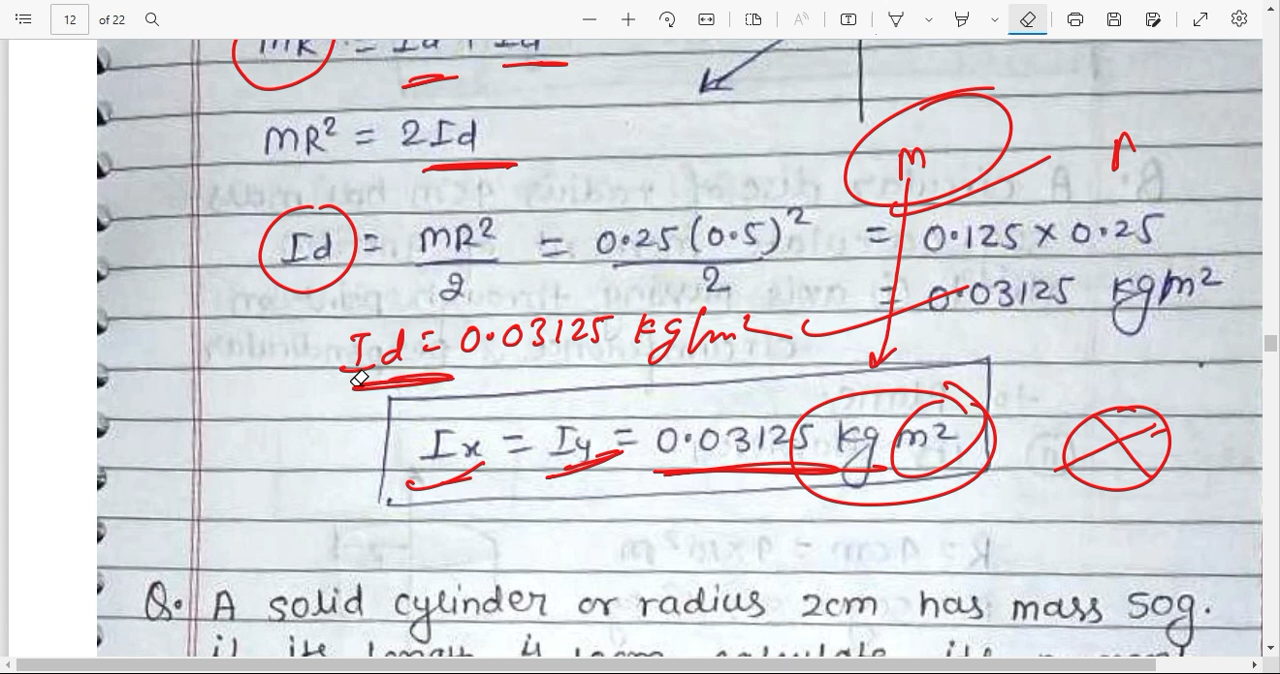 12 of 22
mR² = 2Id
m r
Id = mR²/2 = 0.25(0.5)²/2 = 0.125 × 0.25
= 0.03125 kgm²
Id = 0.03125 kg/m²
Ix = Iy = 0.03125 kg m²
Q. A solid cylinder or radius 2cm has mass 50g.